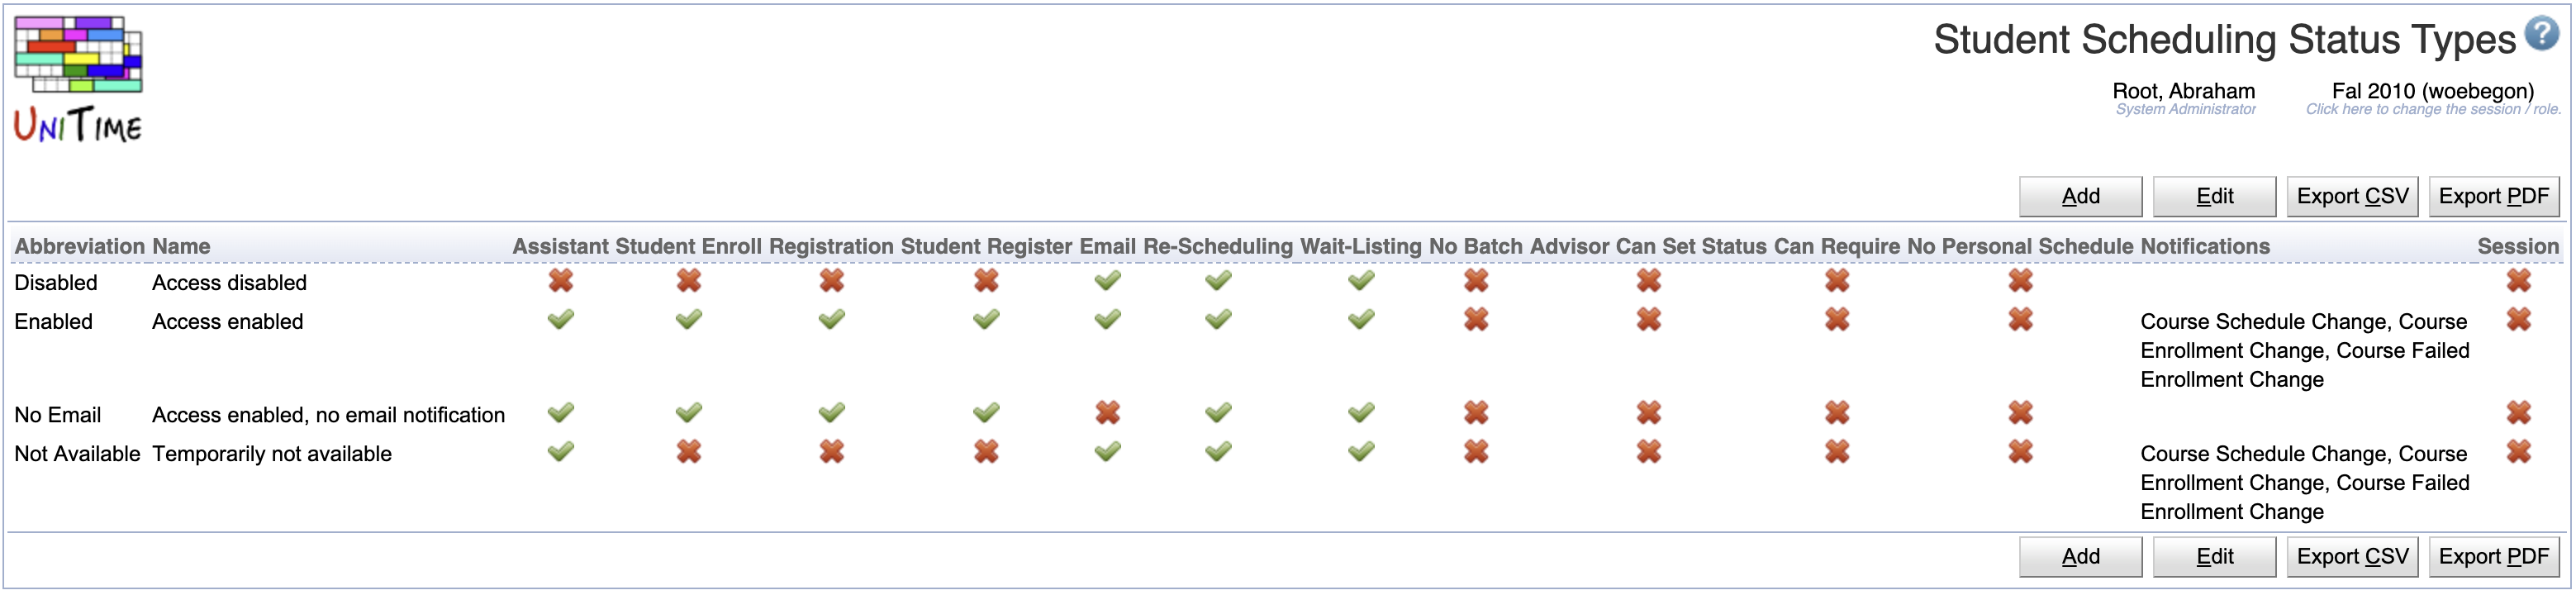 UNITIME
Student Scheduling Status Types ?
Root, Abraham Fal 2010 (woebegon)
System Administrator Click here to change the session / role.
Add Edit Export CSV Export PDF
Abbreviation Name Assistant Student Enroll Registration Student Register Email Re-Scheduling Wait-Listing No Batch Advisor Can Set Status Can Require No Personal Schedule Notifications Session
Disabled Access disabled
Enabled Access enabled Course Schedule Change, Course
Enrollment Change, Course Failed
Enrollment Change
No Email Access enabled, no email notification
Not Available Temporarily not available Course Schedule Change, Course
Enrollment Change, Course Failed
Enrollment Change
Add Edit Export CSV Export PDF